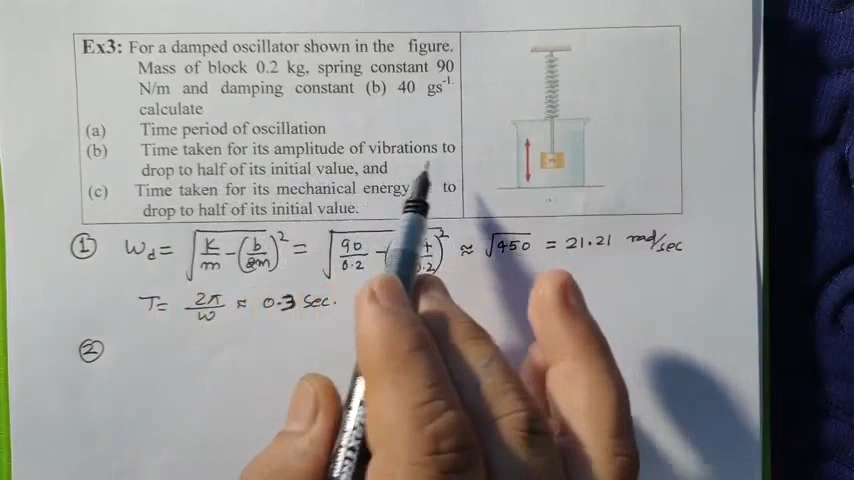 Ex3: For a damped oscillator shown in the figure.
Mass of block 0.2 kg, spring constant 90
N/m and damping constant (b) 40 gs⁻¹.
calculate
(a) Time period of oscillation
(b) Time taken for its amplitude of vibrations to
drop to half of its initial value, and
(c) Time taken for its mechanical energy to
drop to half of its initial value.
① Wd = √(K/m - (b/2m)²) = √(90/0.2 - ( )²) ≈ √450 = 21.21 rad/sec
T = 2π/ω ≈ 0.3 Sec.
②